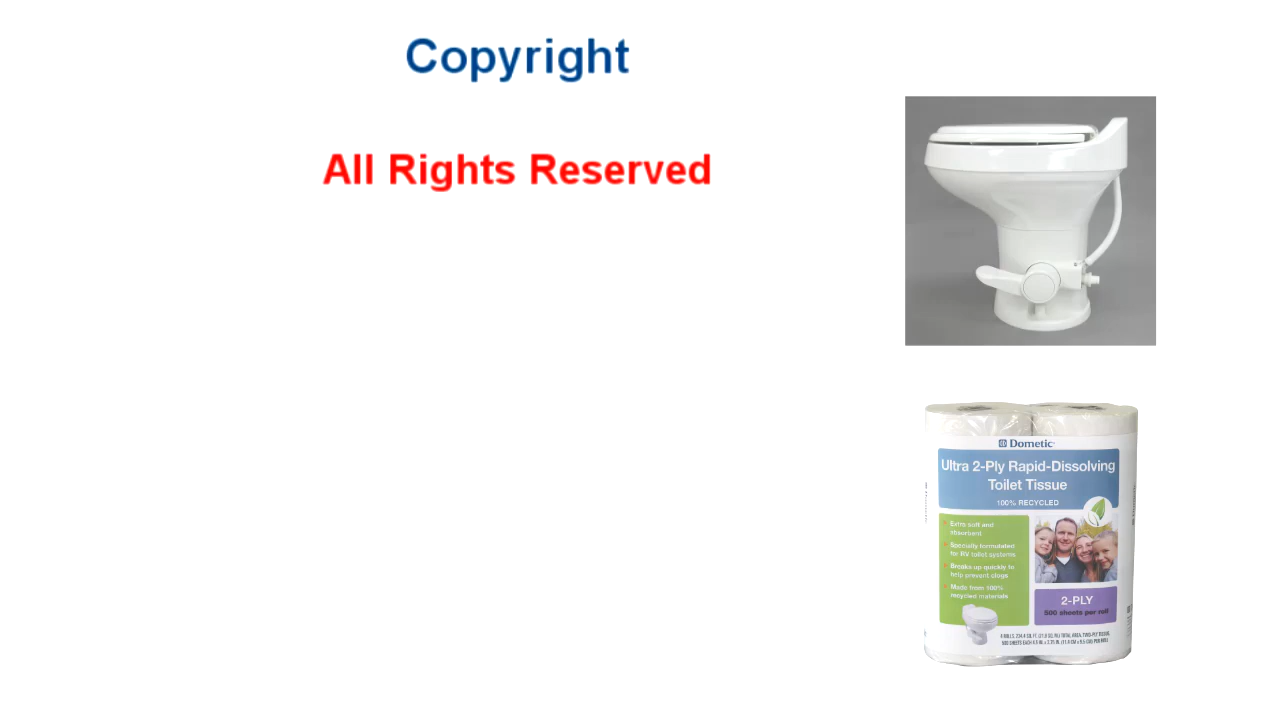 Copyright
All Rights Reserved
Dometic
Ultra 2-Ply Rapid-Dissolving
Toilet Tissue
100% RECYCLED
Extra soft and
absorbent
Specially formulated
for RV toilet systems
Breaks up quickly to
help prevent clogs
Made from 100%
recycled materials
2-PLY
500 sheets per roll